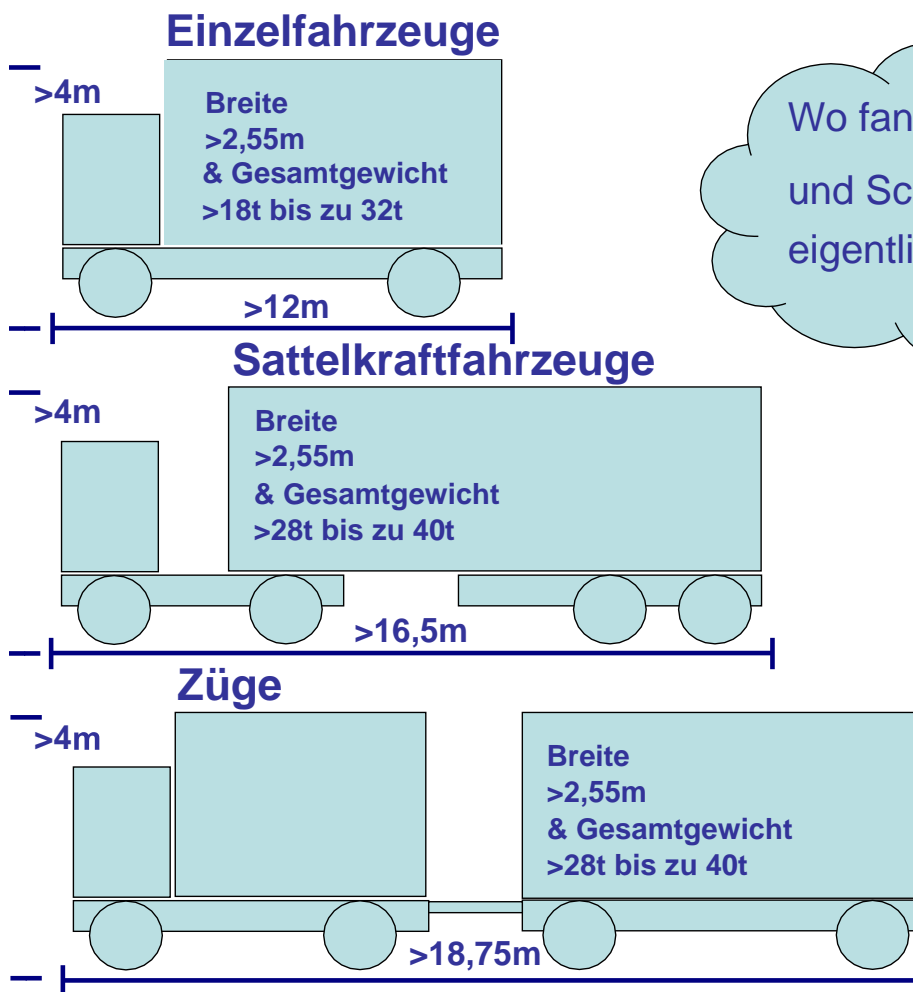 Einzelfahrzeuge
>4m
Breite
>2,55m
& Gesamtgewicht
>18t bis zu 32t
>12m
Wo fan
und Sc
eigentli
Sattelkraftfahrzeuge
>4m
Breite
>2,55m
& Gesamtgewicht
>28t bis zu 40t
>16,5m
Züge
>4m
Breite
>2,55m
& Gesamtgewicht
>28t bis zu 40t
>18,75m